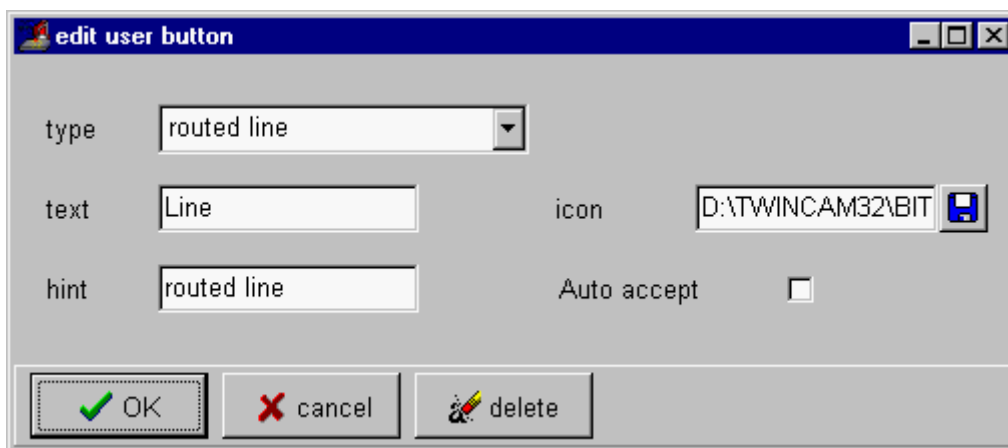 edit user button
type routed line
text Line icon D:\TWINCAM32\BIT
hint routed line Auto accept
OK cancel delete